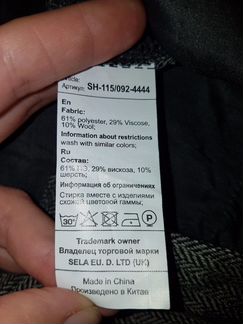 Article:
Артикул: SH-115/092-4444
En
Fabric:
61% polyester, 29% Viscose,
10% Wool;
Information about restrictions
wash with similar colors;
Ru
Состав:
61% ПЭ, 29% вискоза, 10%
шерсть;
Информация об ограничениях
Стирка вместе с изделиями
схожей цветовой гаммы;
30° P
Trademark owner
Владелец торговой марки
SELA EU. D. LTD (UK)
Made in China
Произведено в Китае